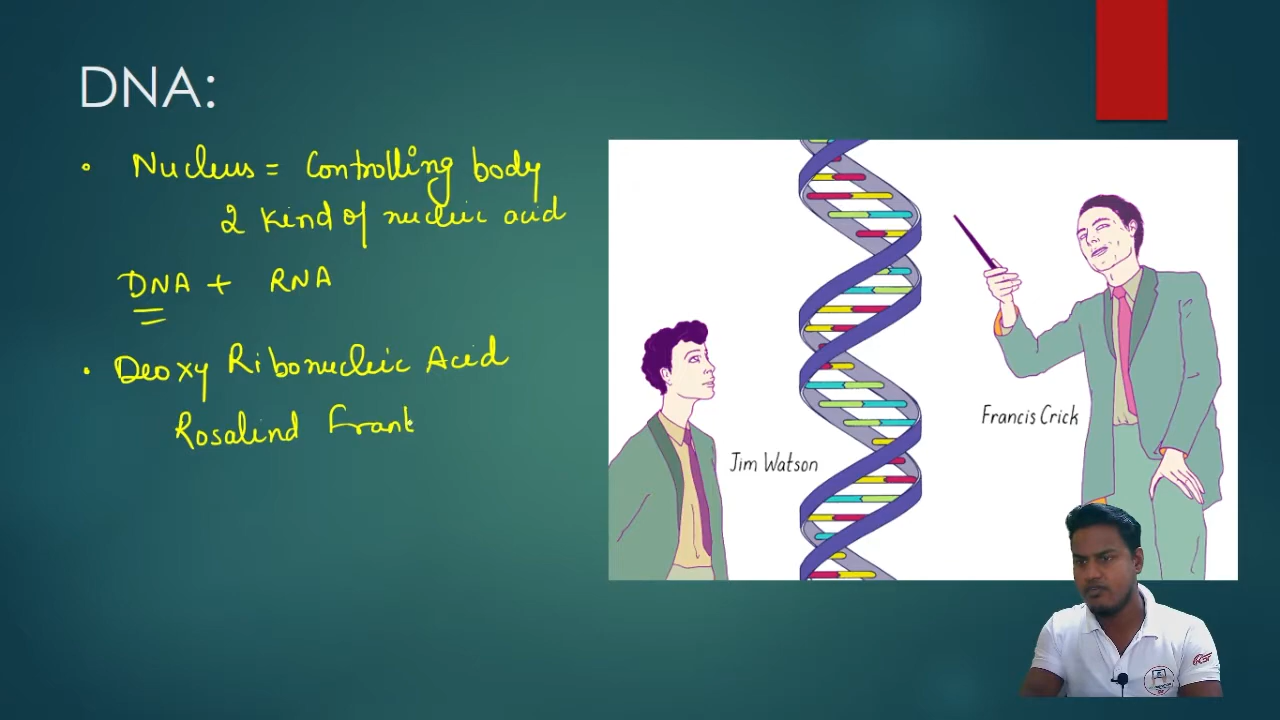 DNA:
• Nucleus = Controlling body
2 kind of nucleic acid
DNA + RNA
• Deoxy Ribonucleic Acid
Rosalind Frank
Jim Watson
Francis Crick